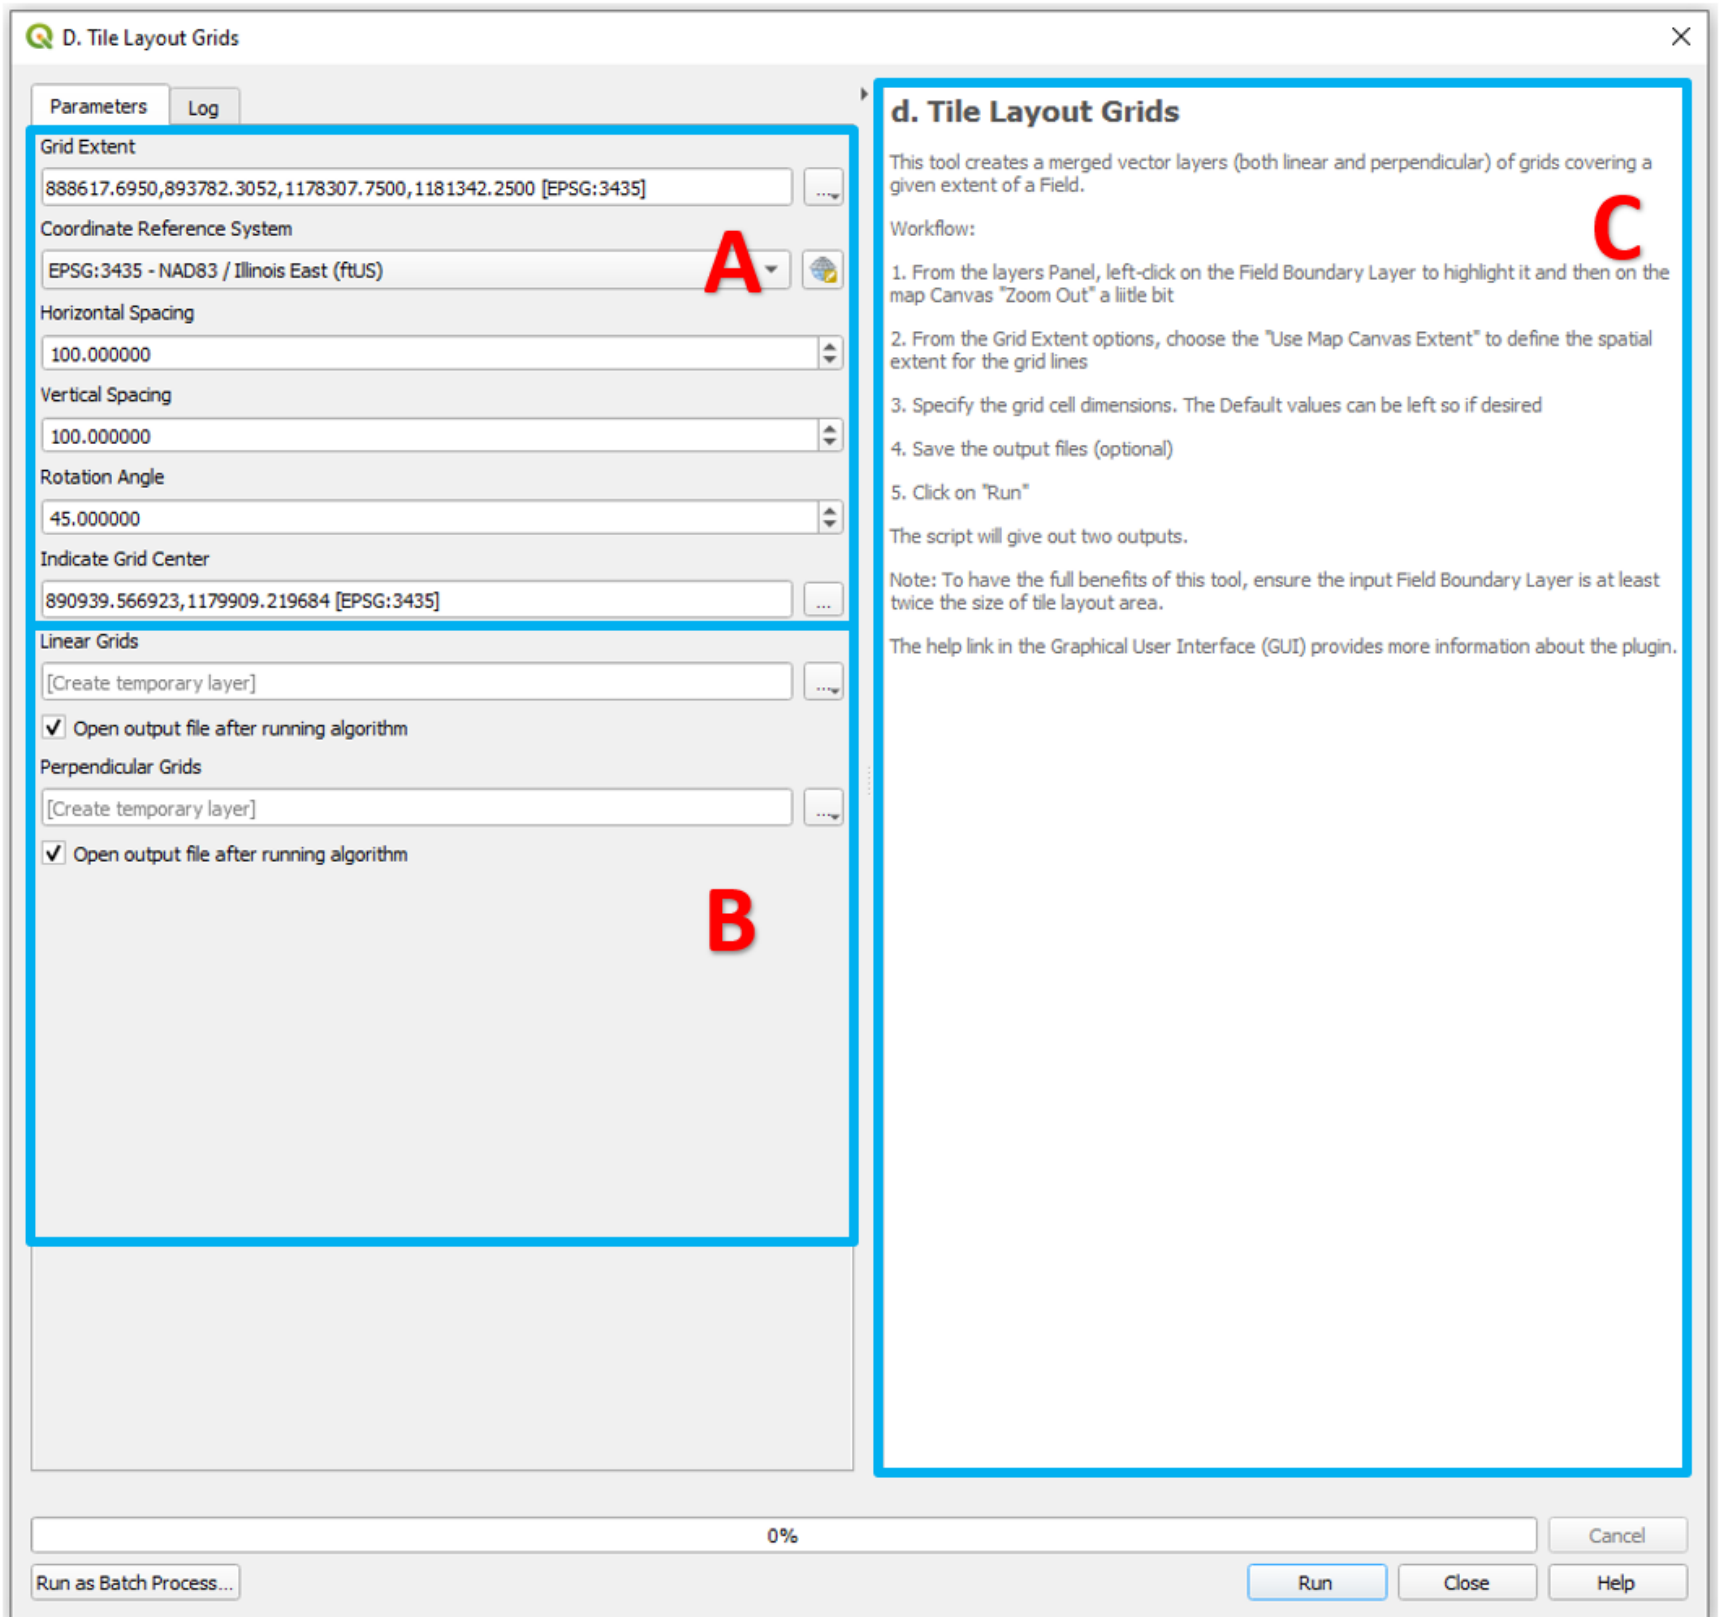 D. Tile Layout Grids
Parameters
Log
Grid Extent
888617.6950,893782.3052,1178307.7500,1181342.2500 [EPSG:3435]
...
Coordinate Reference System
EPSG:3435 - NAD83 / Illinois East (ftUS)
A
Horizontal Spacing
100.000000
Vertical Spacing
100.000000
Rotation Angle
45.000000
Indicate Grid Center
890939.566923,1179909.219684 [EPSG:3435]
...
Linear Grids
[Create temporary layer]
...
Open output file after running algorithm
Perpendicular Grids
[Create temporary layer]
...
Open output file after running algorithm
B
d. Tile Layout Grids
This tool creates a merged vector layers (both linear and perpendicular) of grids covering a
given extent of a Field.
C
Workflow:
1. From the layers Panel, left-click on the Field Boundary Layer to highlight it and then on the
map Canvas "Zoom Out" a liitle bit
2. From the Grid Extent options, choose the "Use Map Canvas Extent" to define the spatial
extent for the grid lines
3. Specify the grid cell dimensions. The Default values can be left so if desired
4. Save the output files (optional)
5. Click on "Run"
The script will give out two outputs.
Note: To have the full benefits of this tool, ensure the input Field Boundary Layer is at least
twice the size of tile layout area.
The help link in the Graphical User Interface (GUI) provides more information about the plugin.
0%
Cancel
Run as Batch Process...
Run
Close
Help